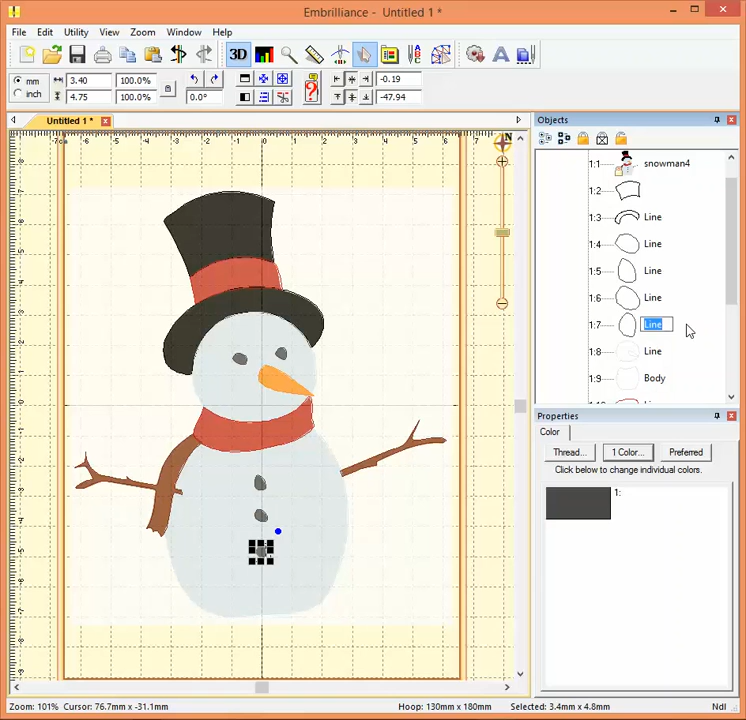 Embrilliance - Untitled 1 *
File Edit Utility View Zoom Window Help
3D
mm
inch
3.40 100.0%
4.75 100.0%
0.0°
-0.19
-47.94
Untitled 1 *
N
Objects
1:1 snowman4
1:2
1:3 Line
1:4 Line
1:5 Line
1:6 Line
1:7 Line
1:8 Line
1:9 Body
Properties
Color
Thread... 1 Color... Preferred
Click below to change individual colors.
1:
Zoom: 101% Cursor: 76.7mm x -31.1mm Hoop: 130mm x 180mm Selected: 3.4mm x 4.8mm Ndl